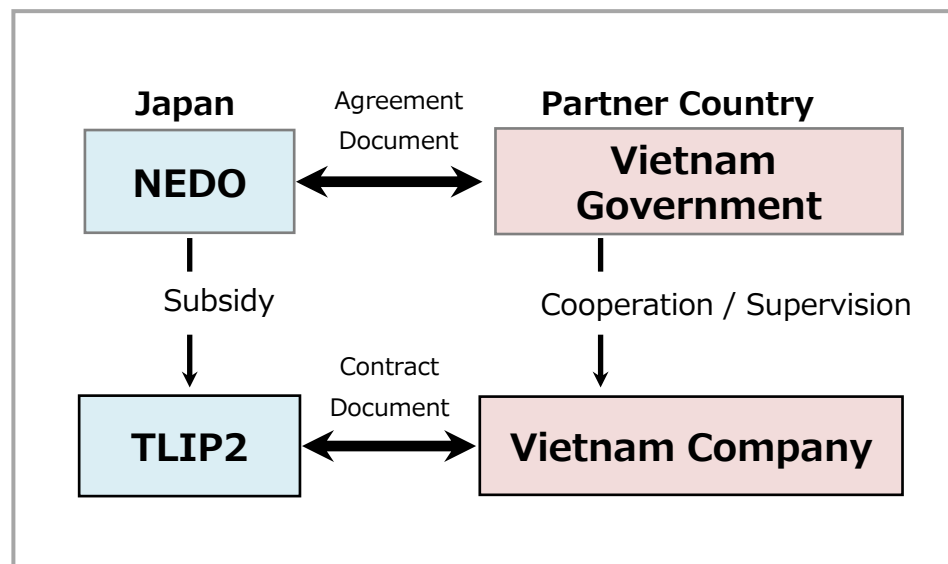 Japan
Agreement
Document
Partner Country
NEDO
Vietnam
Government
Subsidy
Cooperation / Supervision
Contract
Document
TLIP2
Vietnam Company